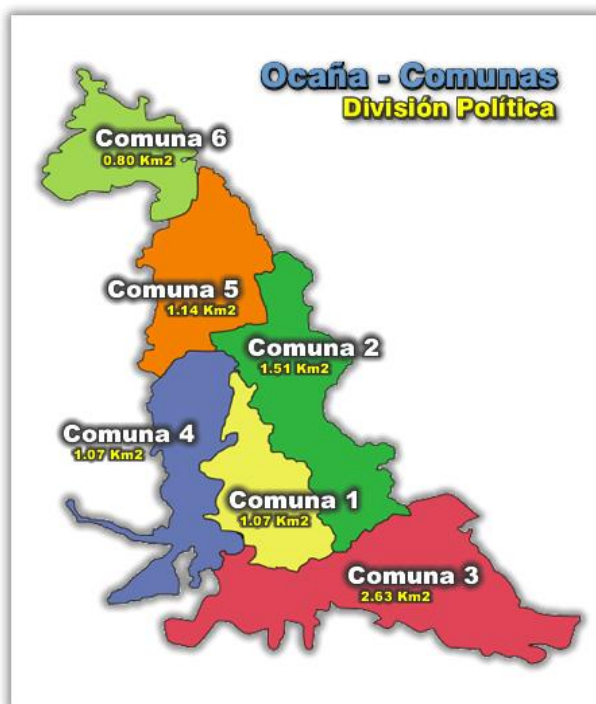 Ocaña - Comunas
División Política
Comuna 6
0.80 Km2
Comuna 5
1.14 Km2
Comuna 2
1.51 Km2
Comuna 4
1.07 Km2
Comuna 1
1.07 Km2
Comuna 3
2.63 Km2